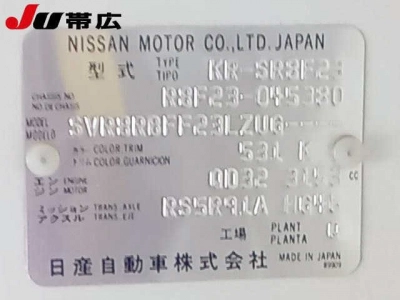 JU帯広
NISSAN MOTOR CO.,LTD.JAPAN
型式 TYPE TIPO KR-SR8F23
CHASSIS NO NO DE CHASIS R8F23-045380
MODEL MODELO SVR8R8FF23LZUG-----
カラー COLOR,TRIM
トリム COLOR,GUARNICION 531 K
エンジン ENGINE MOTOR QD32 3153 cc
ミッション TRANS. AXLE
アクスル TRANS. EJE RS5R91A HG46
工場 PLANT PLANTA
日産自動車株式会社 MADE IN JAPAN